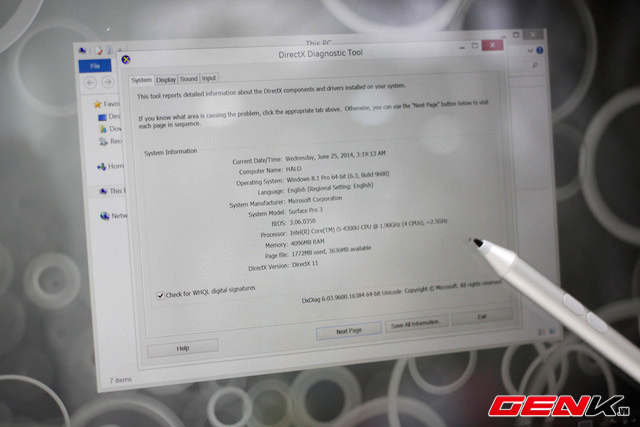 This PC
DirectX Diagnostic Tool
File
System Display Sound Input
This tool reports detailed information about the DirectX components and drivers installed on your system.
If you know what area is causing the problem, click the appropriate tab above. Otherwise, you can use the "Next Page" button below to visit
each page in sequence.
System Information
Current Date/Time: Wednesday, June 25, 2014, 3:19:13 AM
Computer Name: HALO
Operating System: Windows 8.1 Pro 64-bit (6.3, Build 9600)
Language: English (Regional Setting: English)
System Manufacturer: Microsoft Corporation
System Model: Surface Pro 3
BIOS: 3.06.0350
Processor: Intel(R) Core(TM) i5-4300U CPU @ 1.90GHz (4 CPUs), ~2.5GHz
Memory: 4096MB RAM
Page file: 1772MB used, 3636MB available
DirectX Version: DirectX 11
Favo
Des
Dow
Rec
Hom
This P
Netw
Check for WHQL digital signatures
DxDiag 6.03.9600.16384 64-bit Unicode Copyright © Microsoft. All rights reserved.
Help
Next Page
Save All Information
Exit
7 items
GENK.VN